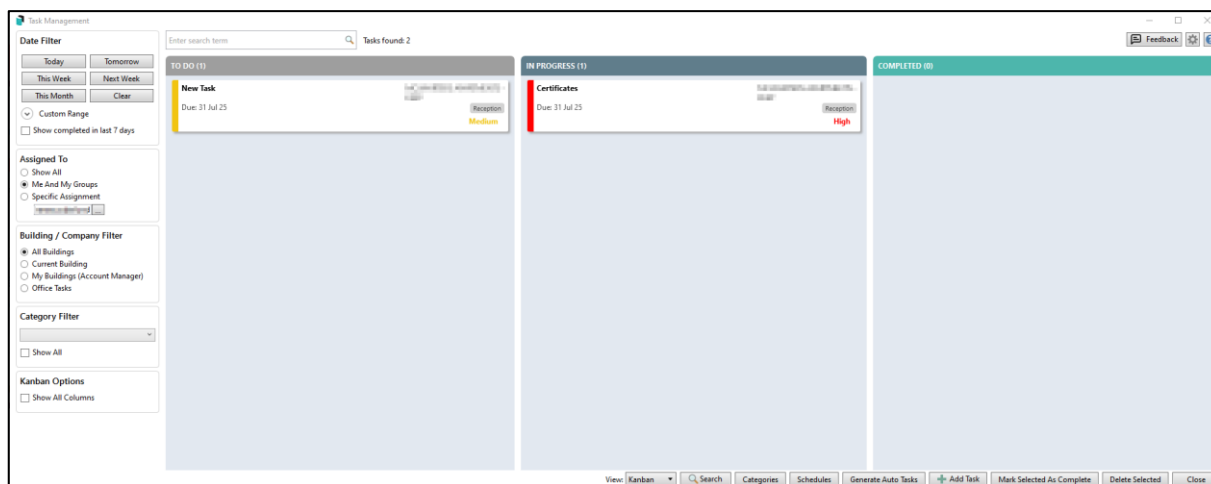 Task Management
Date Filter
Today Tomorrow
This Week Next Week
This Month Clear
Custom Range
Show completed in last 7 days
Assigned To
Show All
Me And My Groups
Specific Assignment
...
Building / Company Filter
All Buildings
Current Building
My Buildings (Account Manager)
Office Tasks
Category Filter
Show All
Kanban Options
Show All Columns
Enter search term Tasks found: 2 Feedback
TO DO (1)
New Task
Due: 31 Jul 25 Reception
Medium
IN PROGRESS (1)
Certificates
Due: 31 Jul 25 Reception
High
COMPLETED (0)
View: Kanban Search Categories Schedules Generate Auto Tasks Add Task Mark Selected As Complete Delete Selected Close